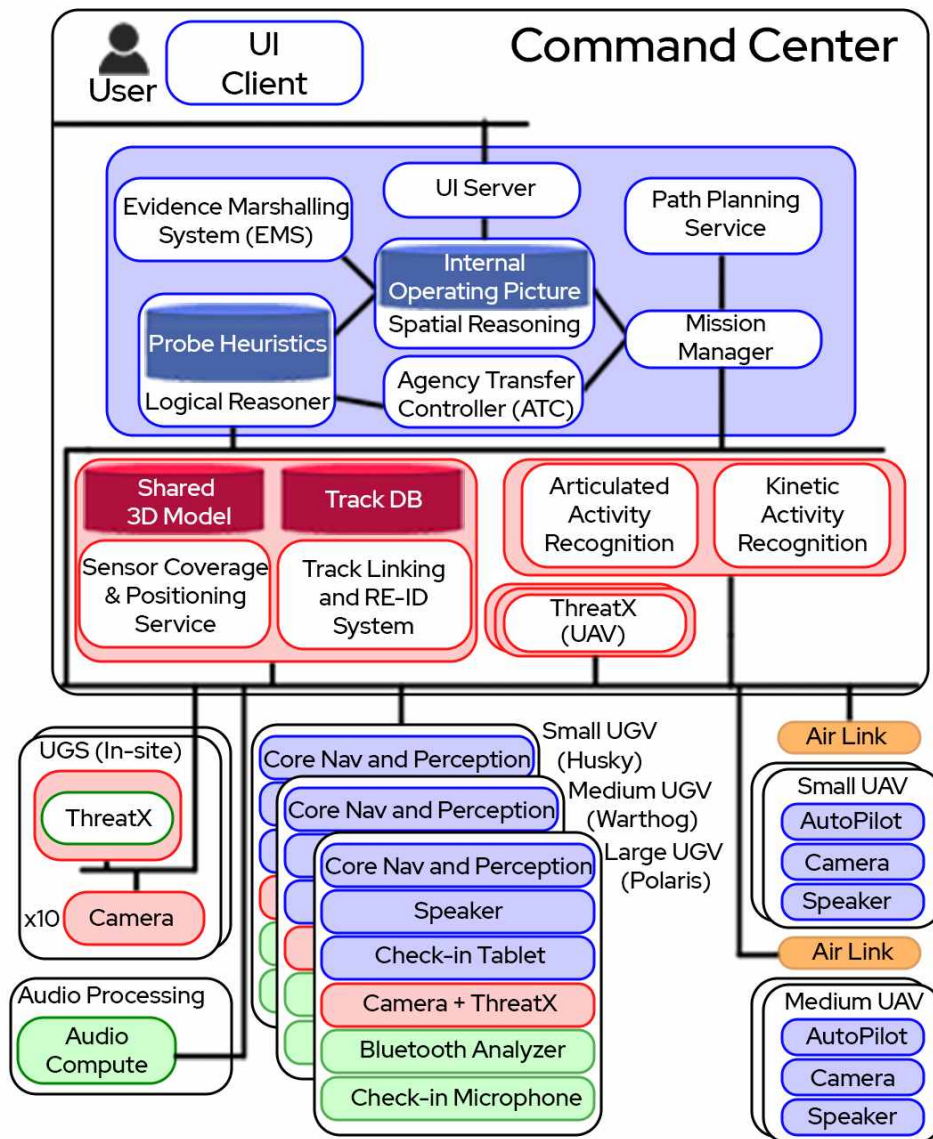 Command Center
User
UI
Client
UI Server
Evidence Marshalling
System (EMS)
Path Planning
Service
Internal
Operating Picture
Spatial Reasoning
Probe Heuristics
Logical Reasoner
Mission
Manager
Agency Transfer
Controller (ATC)
Shared
3D Model
Track DB
Sensor Coverage
& Positioning
Service
Track Linking
and RE-ID
System
Articulated
Activity
Recognition
Kinetic
Activity
Recognition
ThreatX
(UAV)
UGS (In-site)
ThreatX
x10
Camera
Audio Processing
Audio
Compute
Small UGV
(Husky)
Core Nav and Perception
Medium UGV
(Warthog)
Core Nav and Perception
Large UGV
(Polaris)
Core Nav and Perception
Speaker
Check-in Tablet
Camera + ThreatX
Bluetooth Analyzer
Check-in Microphone
Air Link
Small UAV
AutoPilot
Camera
Speaker
Air Link
Medium UAV
AutoPilot
Camera
Speaker